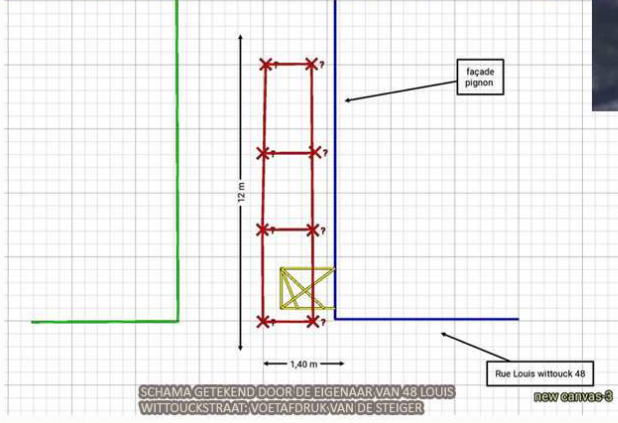 façade
pignon
?
?
?
?
12 m
?
?
?
?
1,40 m
Rue Louis wittouck 48
SCHAMA GETEKEND DOOR DE EIGENAAR VAN 48 LOUIS
WITTOUCKSTRAAT: VOETAFDRUK VAN DE STEIGER
new canvas-3